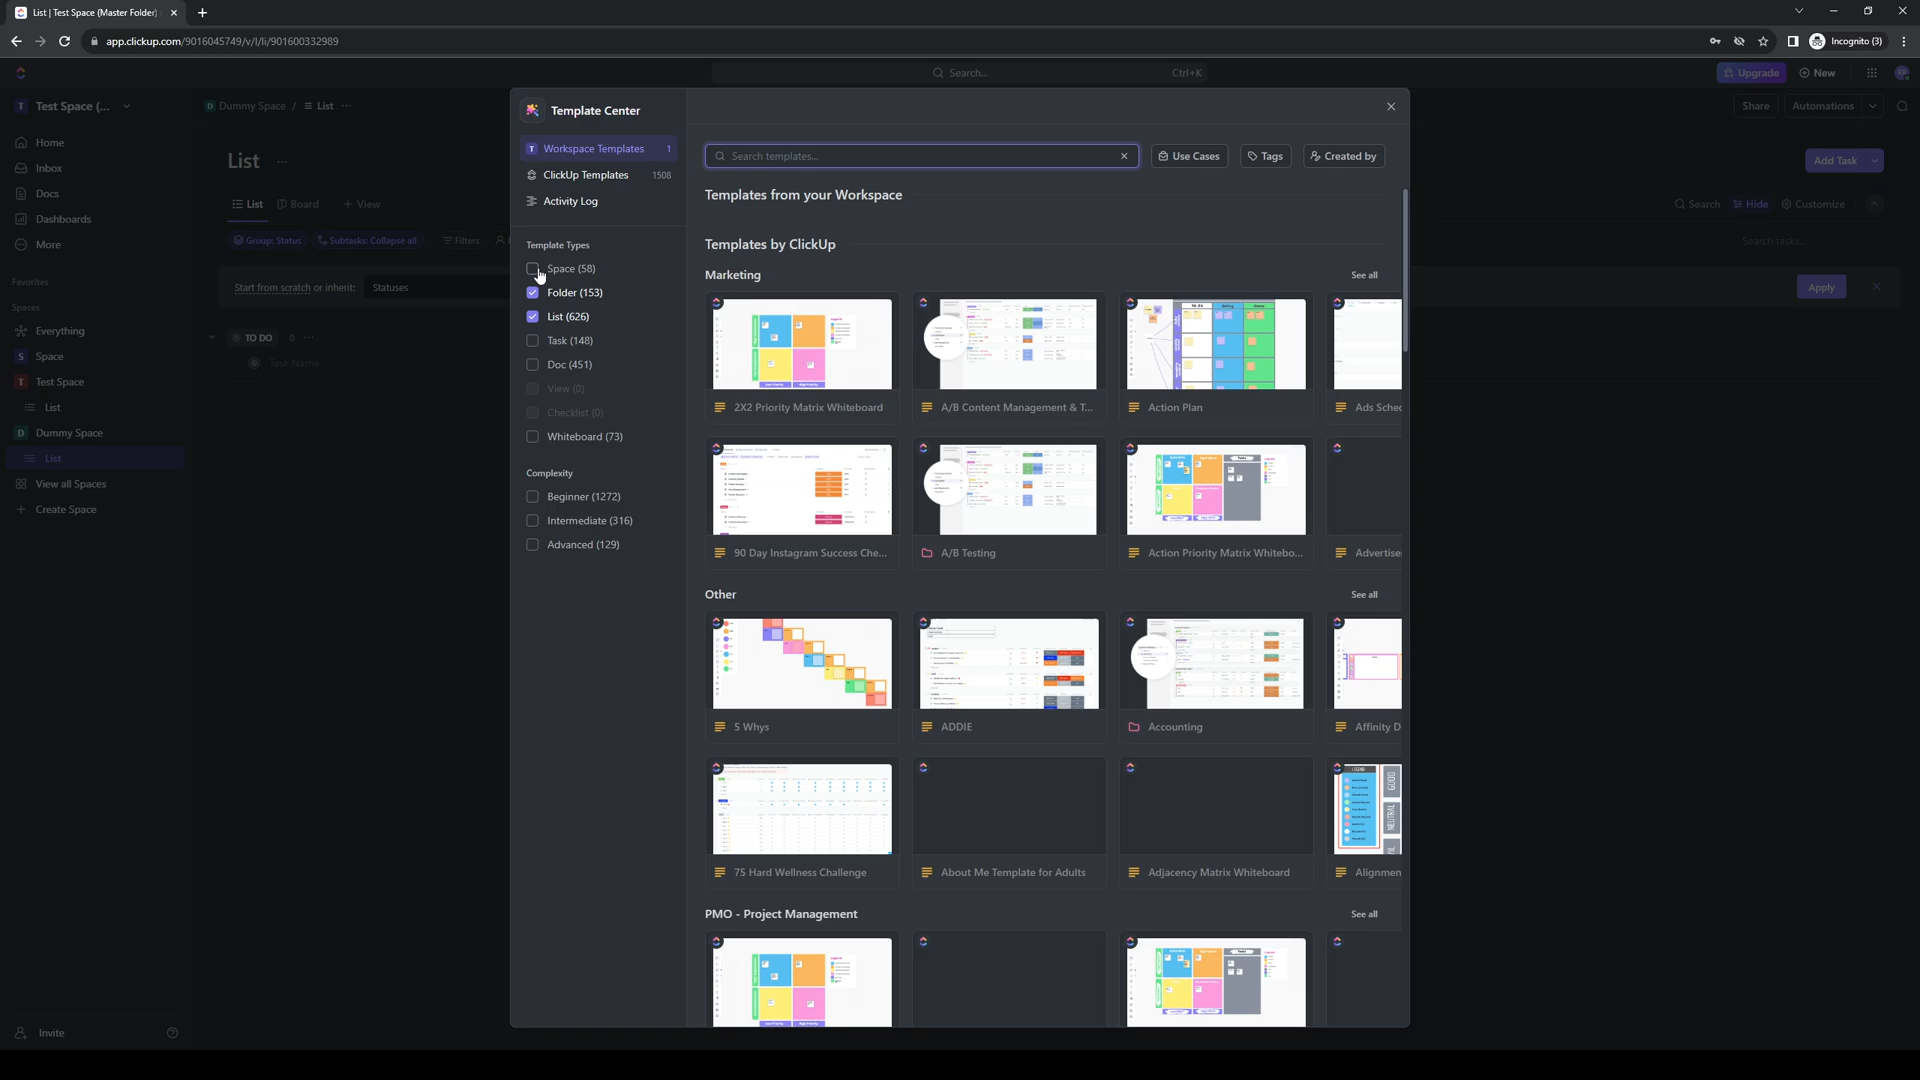 List | Test Space (Master Folder)
app.clickup.com/9016045749/v/l/li/901600332989
Incognito (3)
Search...
Ctrl+K
Upgrade
New
Test Space (...
Dummy Space / List ...
Share
Automations
Template Center
Home
Inbox
Docs
Dashboards
More
List ...
Add Task
List
Board
+ View
Search
Hide
Customize
Group: Status
Subtasks: Collapse all
Filters
Search tasks...
Favorites
Start from scratch or inherit:
Statuses
Apply
Spaces
Everything
Space
Test Space
List
Dummy Space
List
View all Spaces
+ Create Space
TO DO 0 ...
Task Name
Invite
Workspace Templates 1
ClickUp Templates 1508
Activity Log
Template Types
Space (58)
Folder (153)
List (626)
Task (148)
Doc (451)
View (0)
Checklist (0)
Whiteboard (73)
Complexity
Beginner (1272)
Intermediate (316)
Advanced (129)
Search templates...
Use Cases
Tags
Created by
Templates from your Workspace
Templates by ClickUp
Marketing
See all
2X2 Priority Matrix Whiteboard
A/B Content Management & T...
Action Plan
Ads Sche
90 Day Instagram Success Che...
A/B Testing
Action Priority Matrix Whitebo...
Advertise
Other
See all
5 Whys
ADDIE
Accounting
Affinity D
75 Hard Wellness Challenge
About Me Template for Adults
Adjacency Matrix Whiteboard
GOOD
NEUTRAL
Alignmen
PMO - Project Management
See all